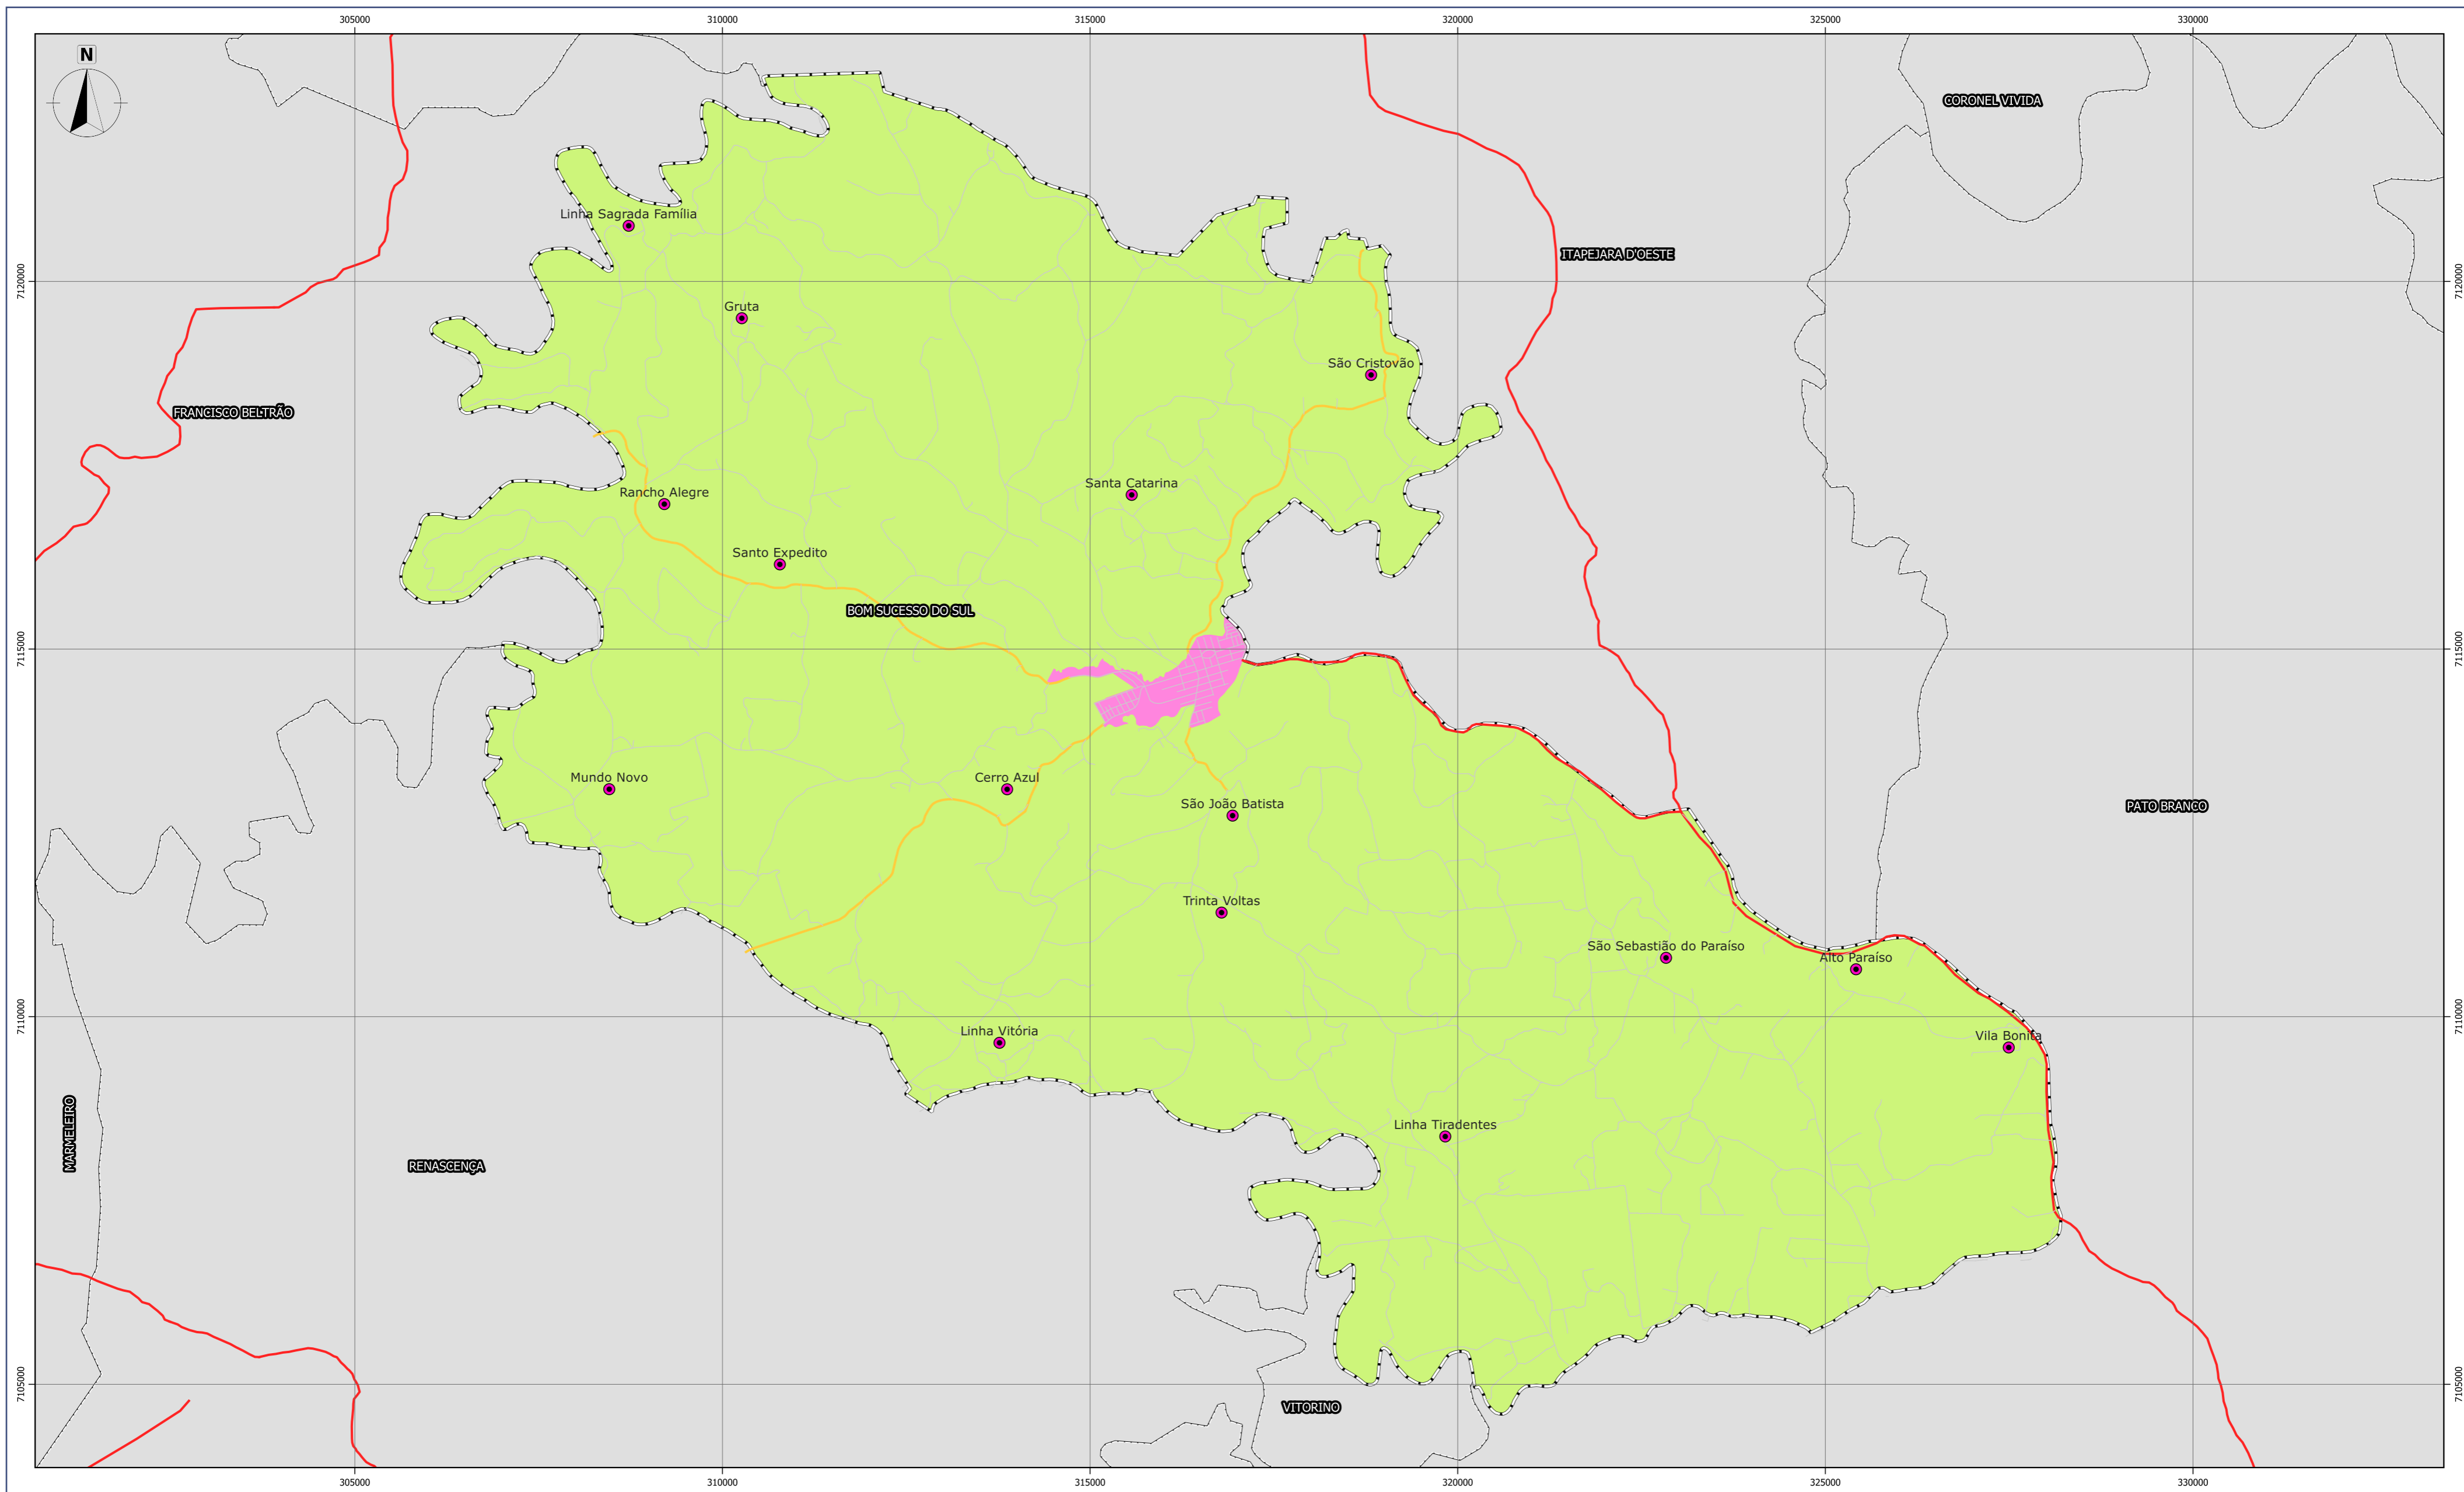 305000
310000
315000
320000
325000
330000
N
CORONEL VIVIDA
Linha Sagrada Família
ITAPEJARA D'OESTE
7120000
7120000
Gruta
São Cristovão
FRANCISCO BELTRÃO
Santa Catarina
Rancho Alegre
Santo Expedito
BOM SUCESSO DO SUL
7115000
7115000
Mundo Novo
Cerro Azul
São João Batista
PATO BRANCO
Trinta Voltas
São Sebastião do Paraíso
Alto Paraíso
7110000
7110000
Linha Vitória
Vila Bonita
Linha Tiradentes
MARMELEIRO
RENASCENÇA
7105000
7105000
VITORINO
305000
310000
315000
320000
325000
330000